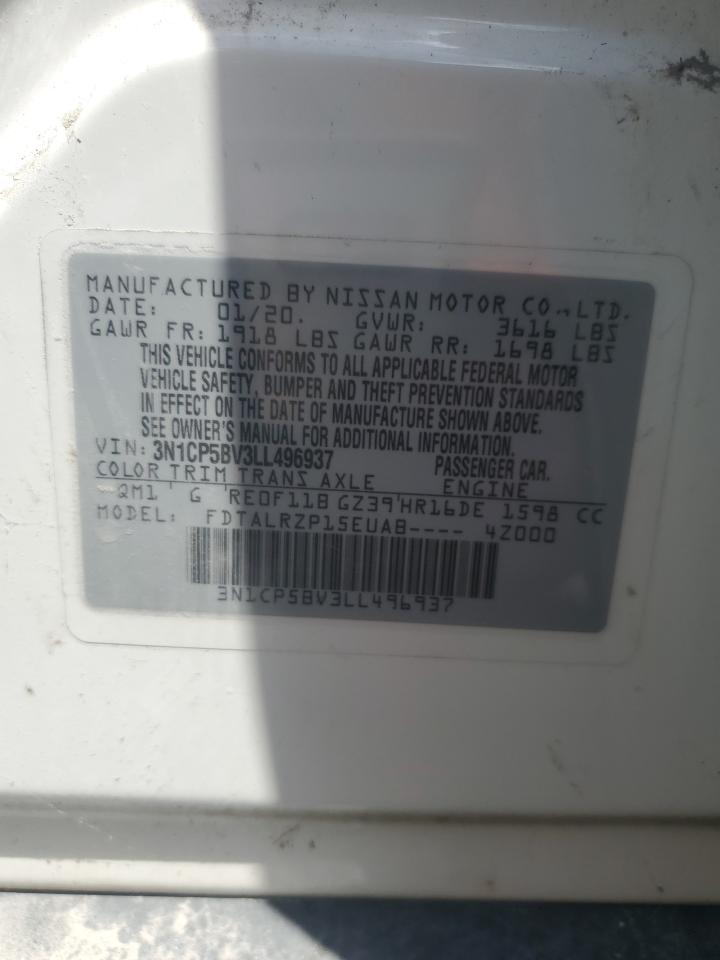 MANUFACTURED BY NISSAN MOTOR CO.,LTD.
DATE: 01/20. GVWR: 3616 LBS
GAWR FR: 1918 LBS GAWR RR: 1698 LBS
THIS VEHICLE CONFORMS TO ALL APPLICABLE FEDERAL MOTOR
VEHICLE SAFETY, BUMPER AND THEFT PREVENTION STANDARDS
IN EFFECT ON THE DATE OF MANUFACTURE SHOWN ABOVE.
SEE OWNER'S MANUAL FOR ADDITIONAL INFORMATION.
VIN: 3N1CP5BV3LL496937 PASSENGER CAR.
COLOR TRIM TRANS AXLE ENGINE
QM1 ' G ' RE0F11B GZ39'HR16DE 1598 CC
MODEL: FDTALRZP15EUAB---- 4Z000
3N1CP5BV3LL496937